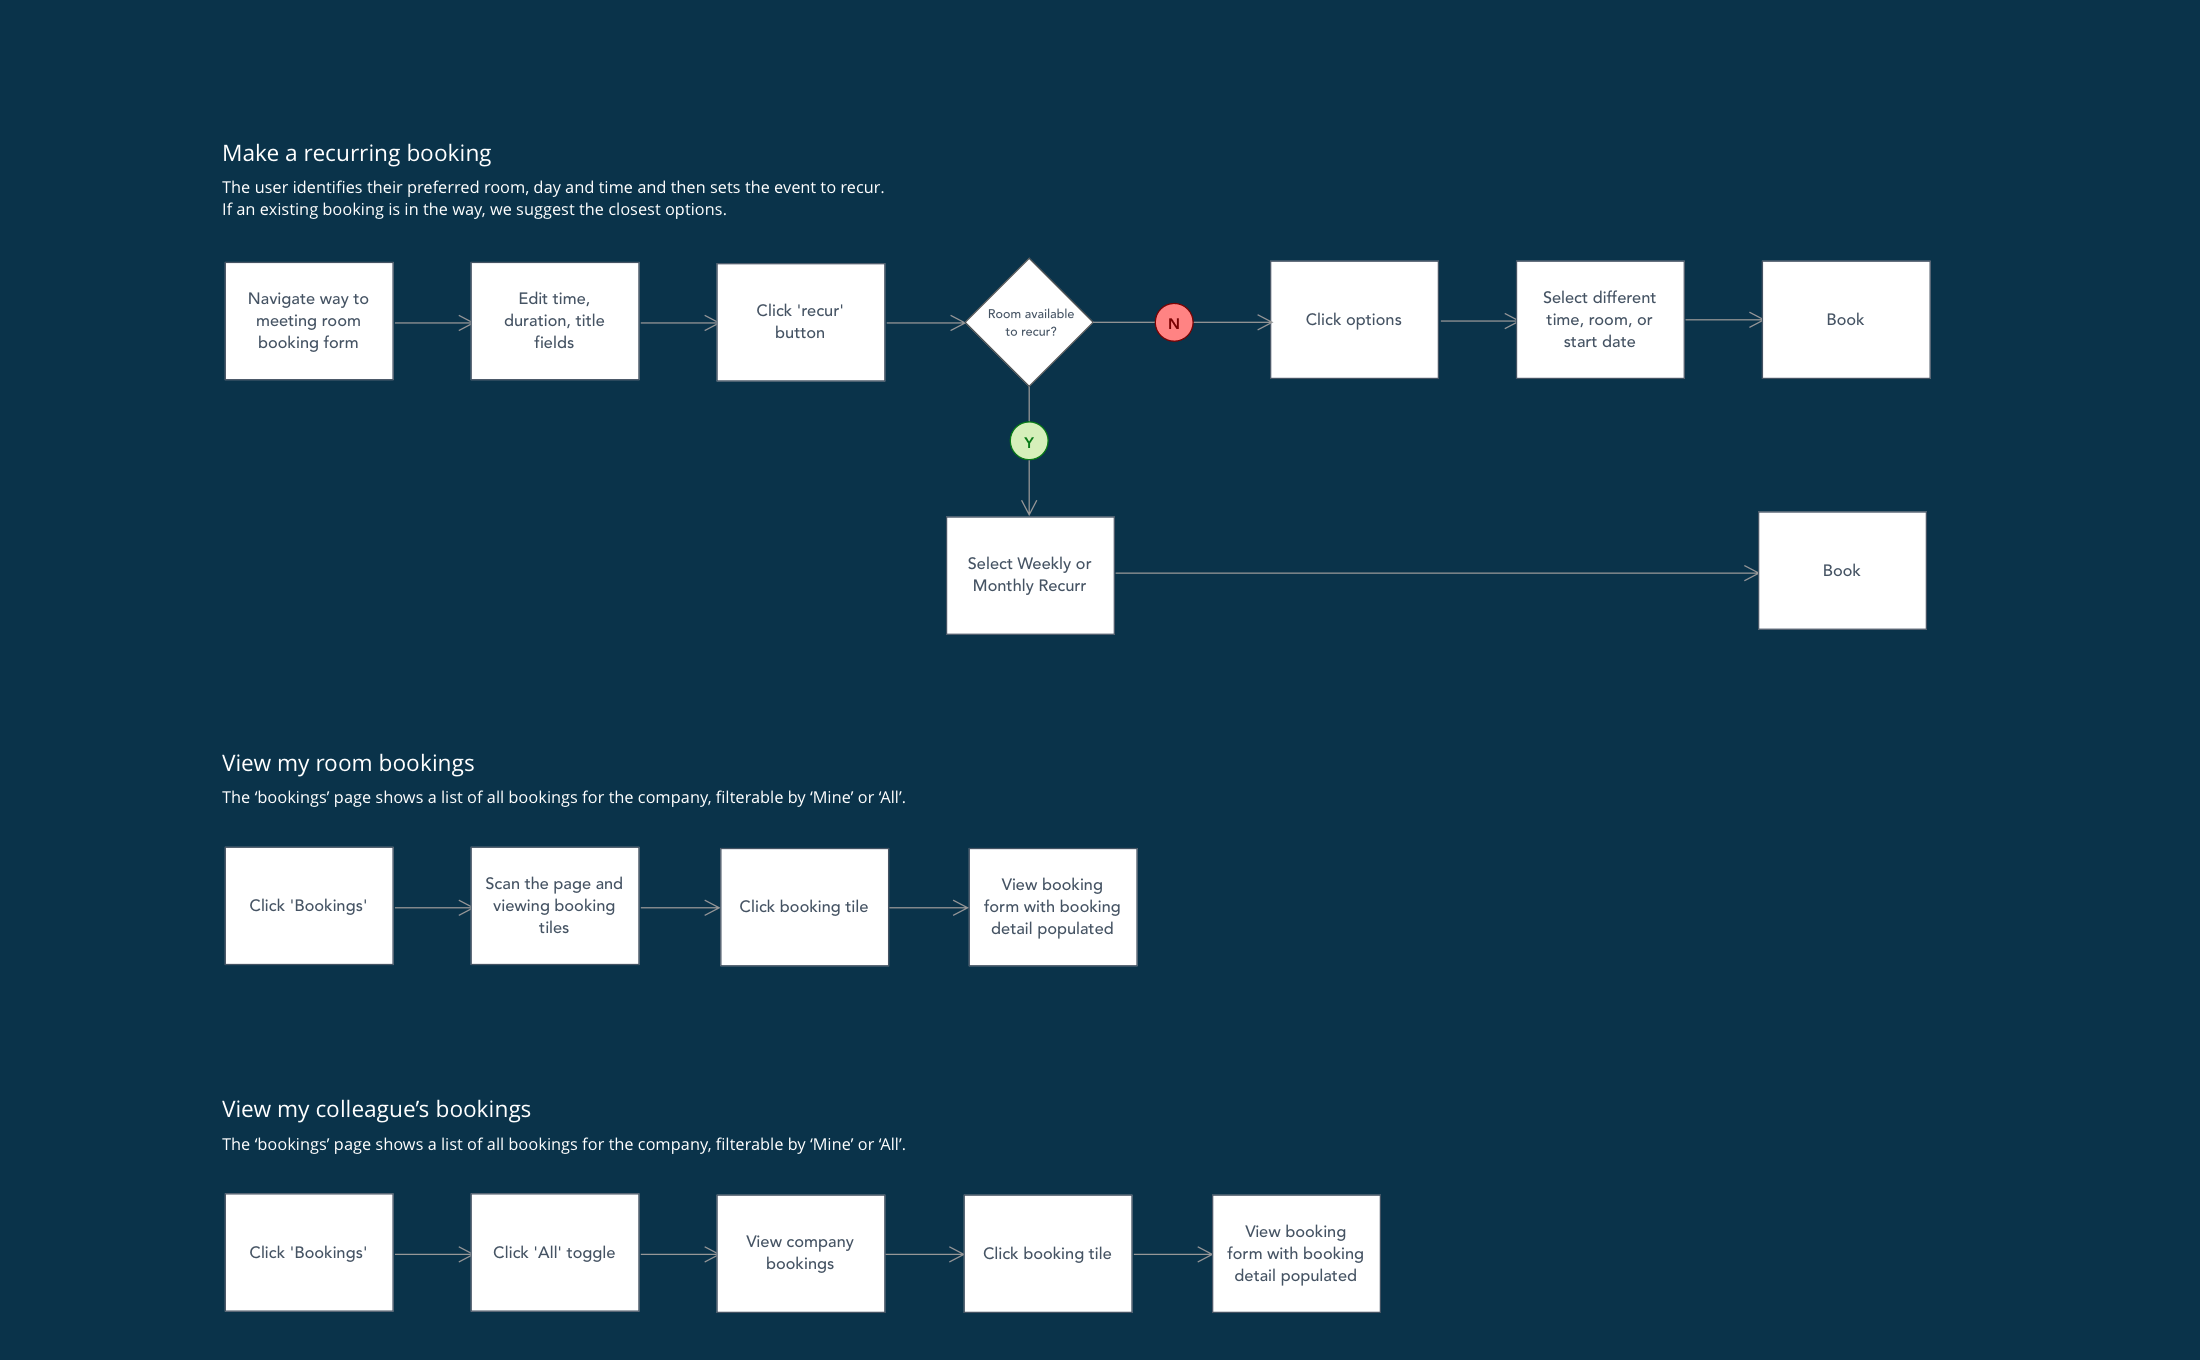 Make a recurring booking
The user identifies their preferred room, day and time and then sets the event to recur.
If an existing booking is in the way, we suggest the closest options.
Navigate way to
meeting room
booking form
Edit time,
duration, title
fields
Click 'recur'
button
Room available
to recur?
N
Click options
Select different
time, room, or
start date
Book
Y
Select Weekly or
Monthly Recurr
Book
View my room bookings
The ‘bookings’ page shows a list of all bookings for the company, filterable by ‘Mine’ or ‘All’.
Click 'Bookings'
Scan the page and
viewing booking
tiles
Click booking tile
View booking
form with booking
detail populated
View my colleague’s bookings
The ‘bookings’ page shows a list of all bookings for the company, filterable by ‘Mine’ or ‘All’.
Click 'Bookings'
Click 'All' toggle
View company
bookings
Click booking tile
View booking
form with booking
detail populated